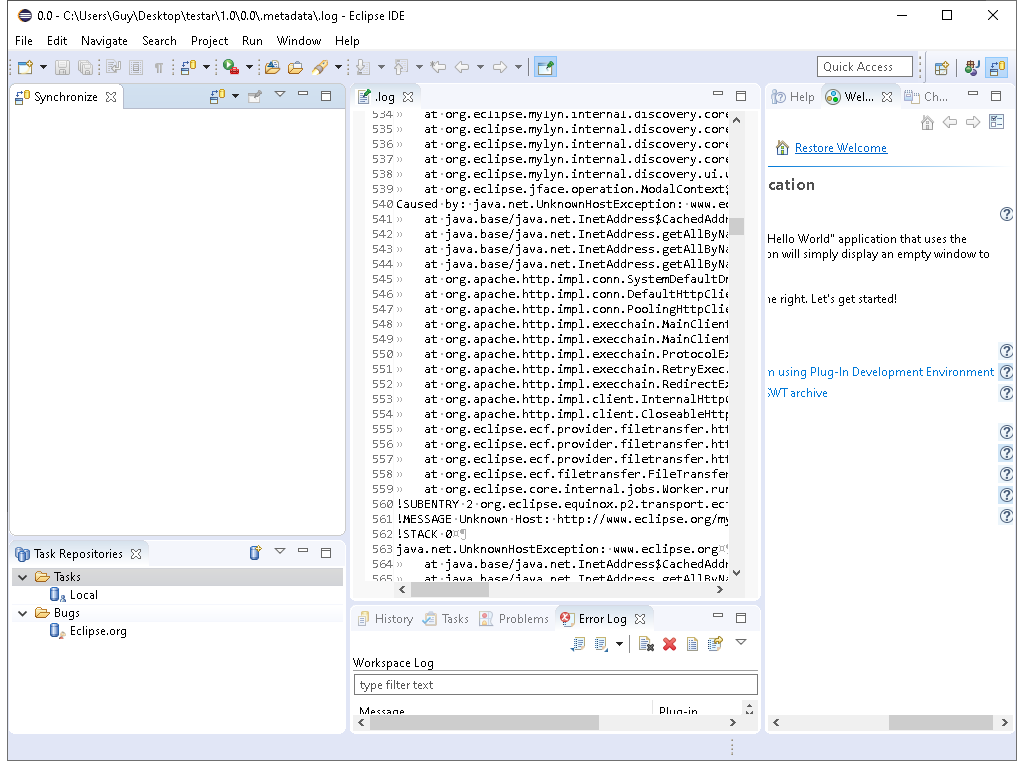 0.0 - C:\Users\Guy\Desktop\testar\1.0\0.0\.metadata\.log - Eclipse IDE
File Edit Navigate Search Project Run Window Help
Quick Access
Synchronize
.log
534» at·org.eclipse.mylyn.internal.discovery.core
535» at·org.eclipse.mylyn.internal.discovery.core
536» at·org.eclipse.mylyn.internal.discovery.core
537» at·org.eclipse.mylyn.internal.discovery.core
538» at·org.eclipse.mylyn.internal.discovery.ui.u
539» at·org.eclipse.jface.operation.ModalContext$
540 Caused·by:·java.net.UnknownHostException:·www.ec
541» at·java.base/java.net.InetAddress$CachedAddr
542» at·java.base/java.net.InetAddress.getAllByNa
543» at·java.base/java.net.InetAddress.getAllByNa
544» at·java.base/java.net.InetAddress.getAllByNa
545» at·org.apache.http.impl.conn.SystemDefaultDn
546» at·org.apache.http.impl.conn.DefaultHttpClie
547» at·org.apache.http.impl.conn.PoolingHttpClie
548» at·org.apache.http.impl.execchain.MainClient
549» at·org.apache.http.impl.execchain.MainClient
550» at·org.apache.http.impl.execchain.ProtocolEx
551» at·org.apache.http.impl.execchain.RetryExec.
552» at·org.apache.http.impl.execchain.RedirectEx
553» at·org.apache.http.impl.client.InternalHttpC
554» at·org.apache.http.impl.client.CloseableHttp
555» at·org.eclipse.ecf.provider.filetransfer.htt
556» at·org.eclipse.ecf.provider.filetransfer.htt
557» at·org.eclipse.ecf.provider.filetransfer.htt
558» at·org.eclipse.ecf.filetransfer.FileTransfer
559» at·org.eclipse.core.internal.jobs.Worker.run
560 !SUBENTRY·2·org.eclipse.equinox.p2.transport.ecf
561 !MESSAGE·Unknown·Host:·http://www.eclipse.org/my
562 !STACK·0¤¶
563 java.net.UnknownHostException:·www.eclipse.org¤¶
564» at·java.base/java.net.InetAddress$CachedAddr
565» at·java.base/java.net.InetAddress.getAllByNa
Help Wel... Ch...
Restore Welcome
cation
Hello World" application that uses the
on will simply display an empty window to
he right. Let's get started!
n using Plug-In Development Environment
SWT archive
Task Repositories
Tasks
Local
Bugs
Eclipse.org
History Tasks Problems Error Log
Workspace Log
type filter text
Message Plug-in